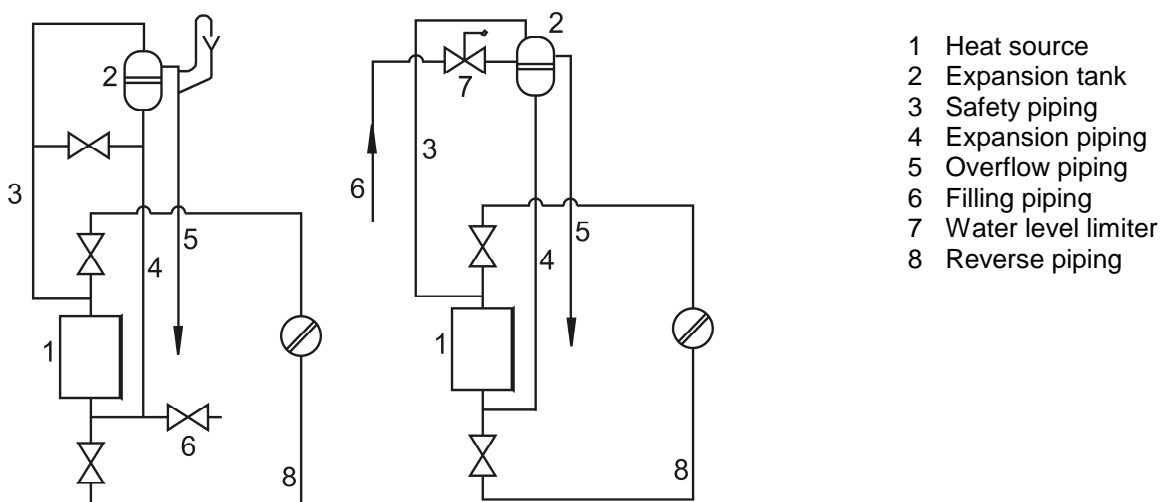 2
3
5
4
1
6
8
2
7
3
6
5
4
1
8
1 Heat source
2 Expansion tank
3 Safety piping
4 Expansion piping
5 Overflow piping
6 Filling piping
7 Water level limiter
8 Reverse piping